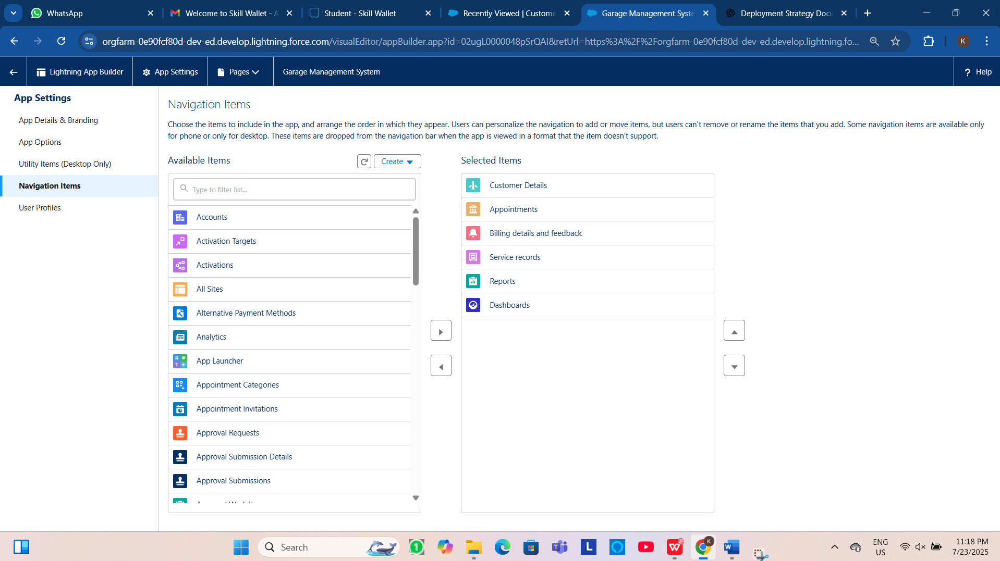 WhatsApp
Welcome to Skill Wallet - A
Student - Skill Wallet
Recently Viewed | Custome
Garage Management Syste
Deployment Strategy Docu
orgfarm-0e90fcf80d-dev-ed.develop.lightning.force.com/visualEditor/appBuilder.app?id=02ugL0000048pSrQAI&retUrl=https%3A%2F%2Forgfarm-0e90fcf80d-dev-ed.develop.lightning.fo...
K
Lightning App Builder
App Settings
Pages
Garage Management System
? Help
App Settings
App Details & Branding
App Options
Utility Items (Desktop Only)
Navigation Items
User Profiles
Navigation Items
Choose the items to include in the app, and arrange the order in which they appear. Users can personalize the navigation to add or move items, but users can't remove or rename the items that you add. Some navigation items are available only
for phone or only for desktop. These items are dropped from the navigation bar when the app is viewed in a format that the item doesn't support.
Available Items
Create
Type to filter list...
Accounts
Activation Targets
Activations
All Sites
Alternative Payment Methods
Analytics
App Launcher
Appointment Categories
Appointment Invitations
Approval Requests
Approval Submission Details
Approval Submissions
Selected Items
Customer Details
Appointments
Billing details and feedback
Service records
Reports
Dashboards
Search
1
L
K
ENG
US
11:18 PM
7/23/2025